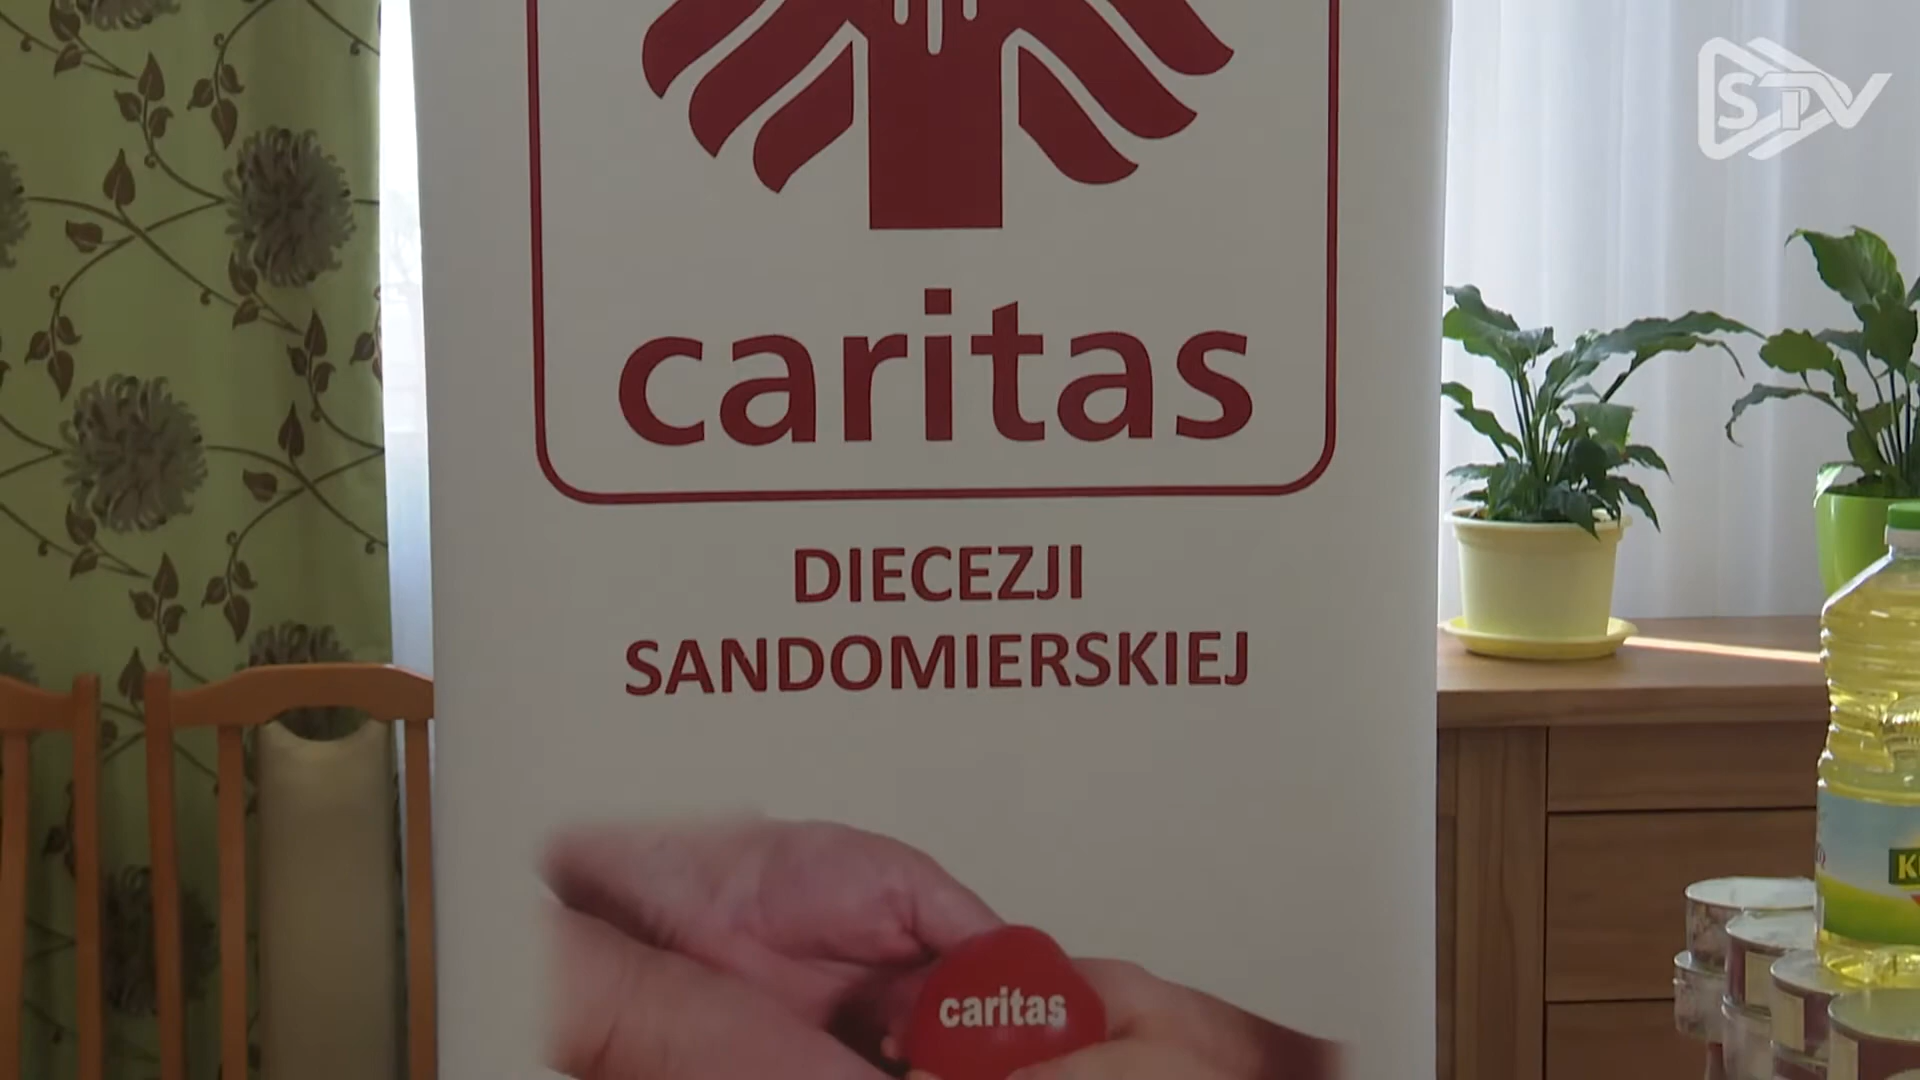 STV
caritas
DIECEZJI
SANDOMIERSKIEJ
caritas